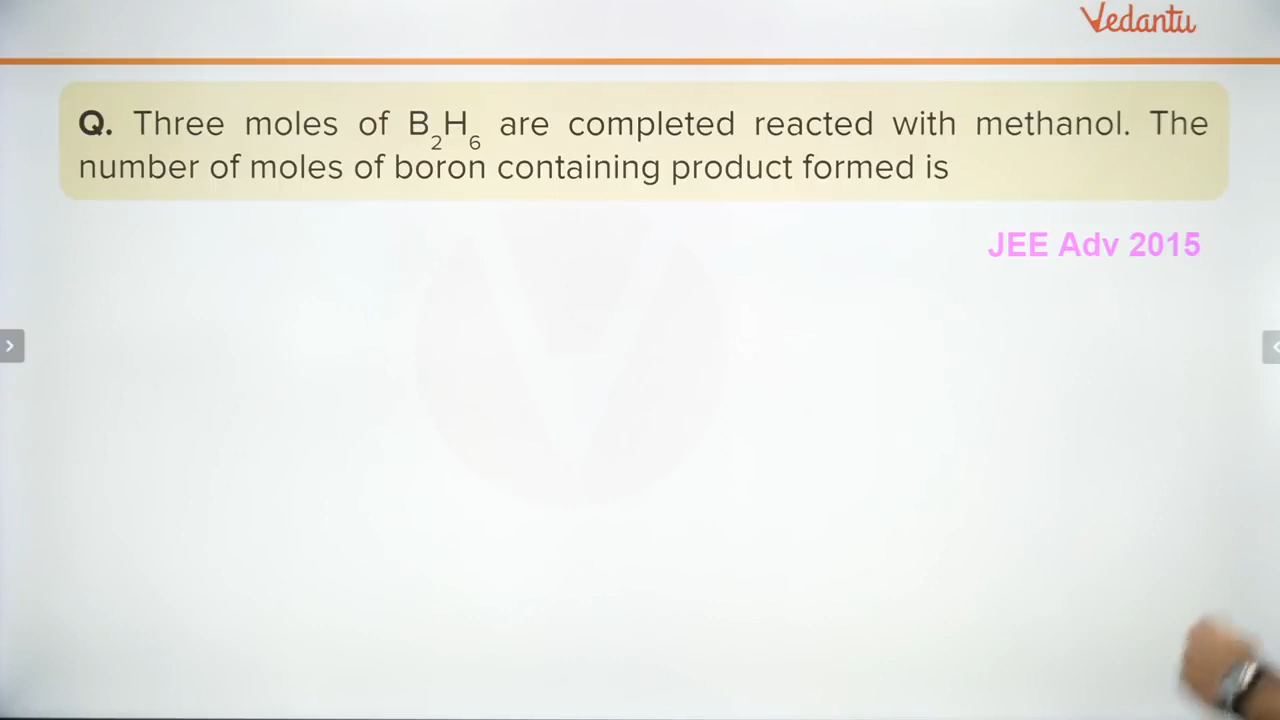 Vedantu
Q. Three moles of B₂H₆ are completed reacted with methanol. The
number of moles of boron containing product formed is
JEE Adv 2015